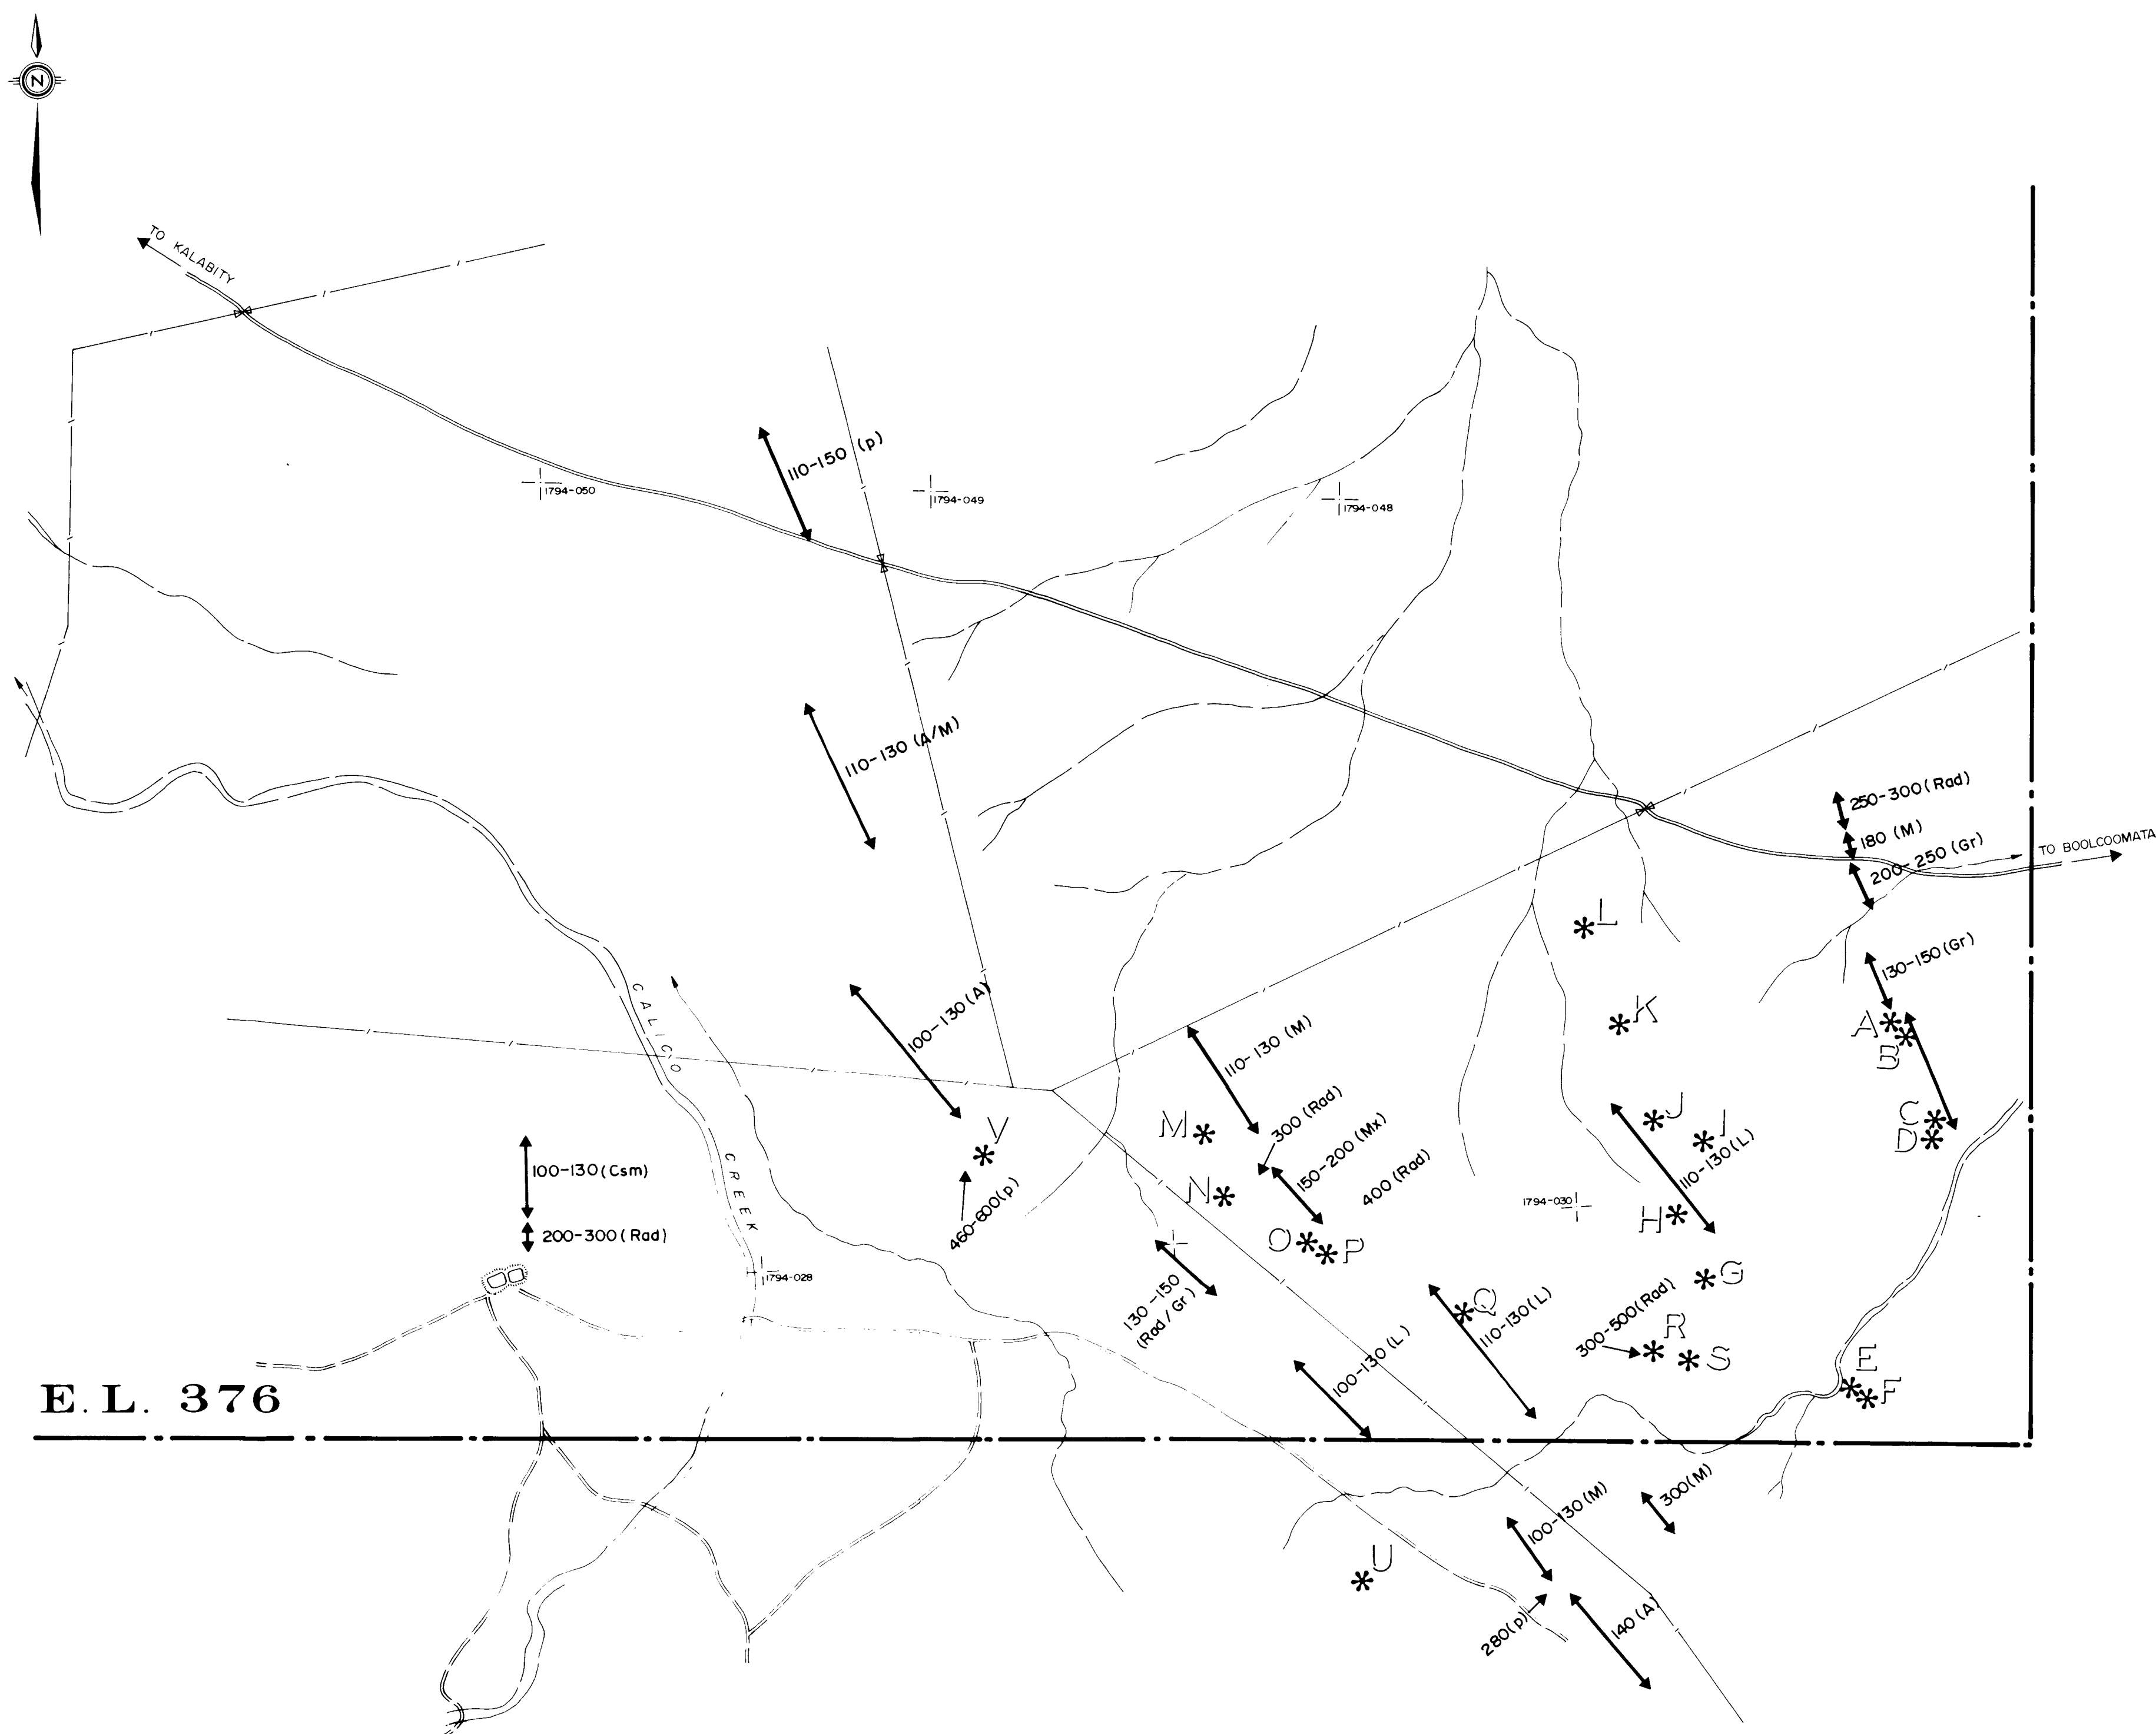 N
TO KALABITY
110-150 (p)
1794-050
1794-049
1794-048
110-130 (A/M)
250-300 (Rad)
180 (M)
TO BOOLCOOMATA
200-250 (Gr)
L
130-150 (Gr)
CALICO CREEK
100-130 (A)
K
A
B
110-130 (M)
J
I
C
D
V
M
300 (Rad)
150-200 (Mx)
400 (Rad)
110-130 (L)
100-130 (Csm)
N
1794-030
H
460-600 (p)
200-300 (Rad)
O
P
1794-028
G
130-150
(Rad/Gr)
Q
110-130 (L)
300-500 (Rad)
R
S
E
F
100-130 (L)
E.L. 376
300 (M)
100-130 (M)
U
280 (p)
140 (A)